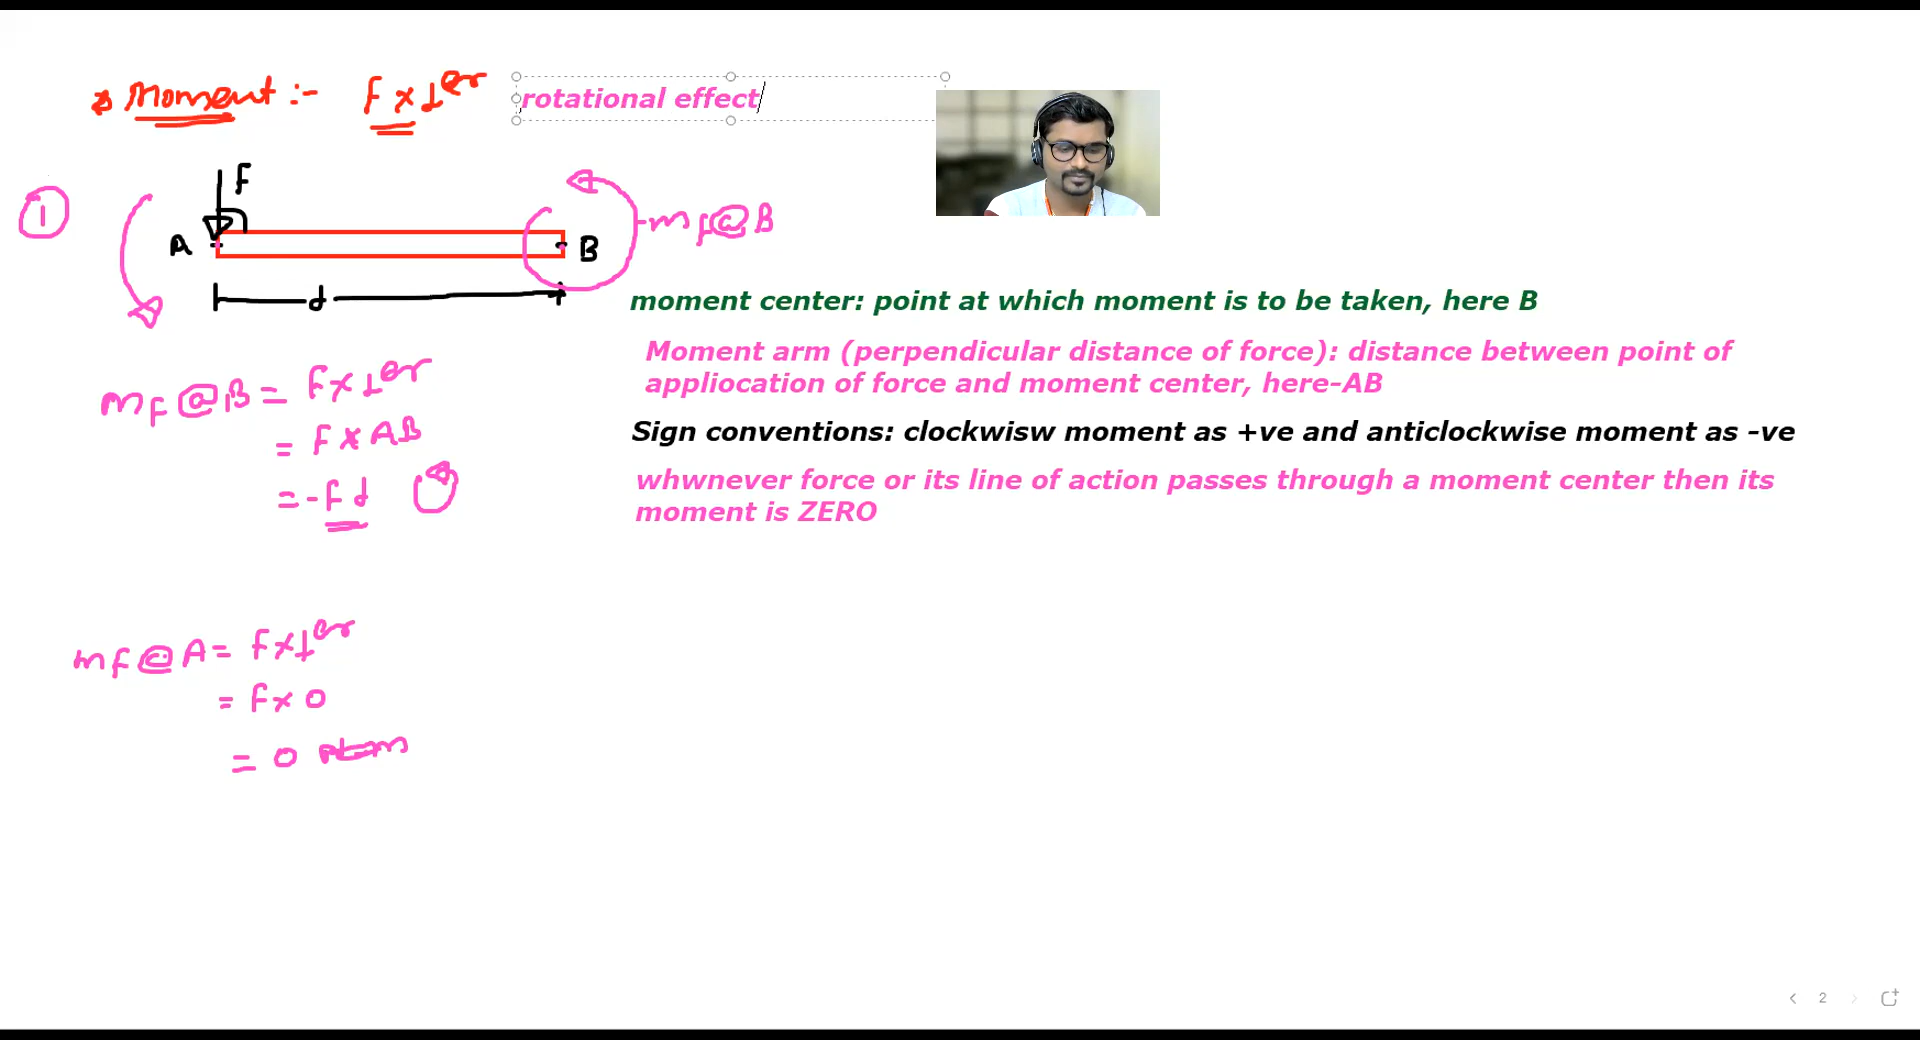 * Moment :- F x ⊥er rotational effect
1
F
A
B
MF@B
d
moment center: point at which moment is to be taken, here B
Moment arm (perpendicular distance of force): distance between point of
appliocation of force and moment center, here-AB
MF@B = F x ⊥er
= F x AB
= -Fd
Sign conventions: clockwisw moment as +ve and anticlockwise moment as -ve
whwnever force or its line of action passes through a moment center then its
moment is ZERO
MF@A = F x ⊥er
= F x 0
= 0
2